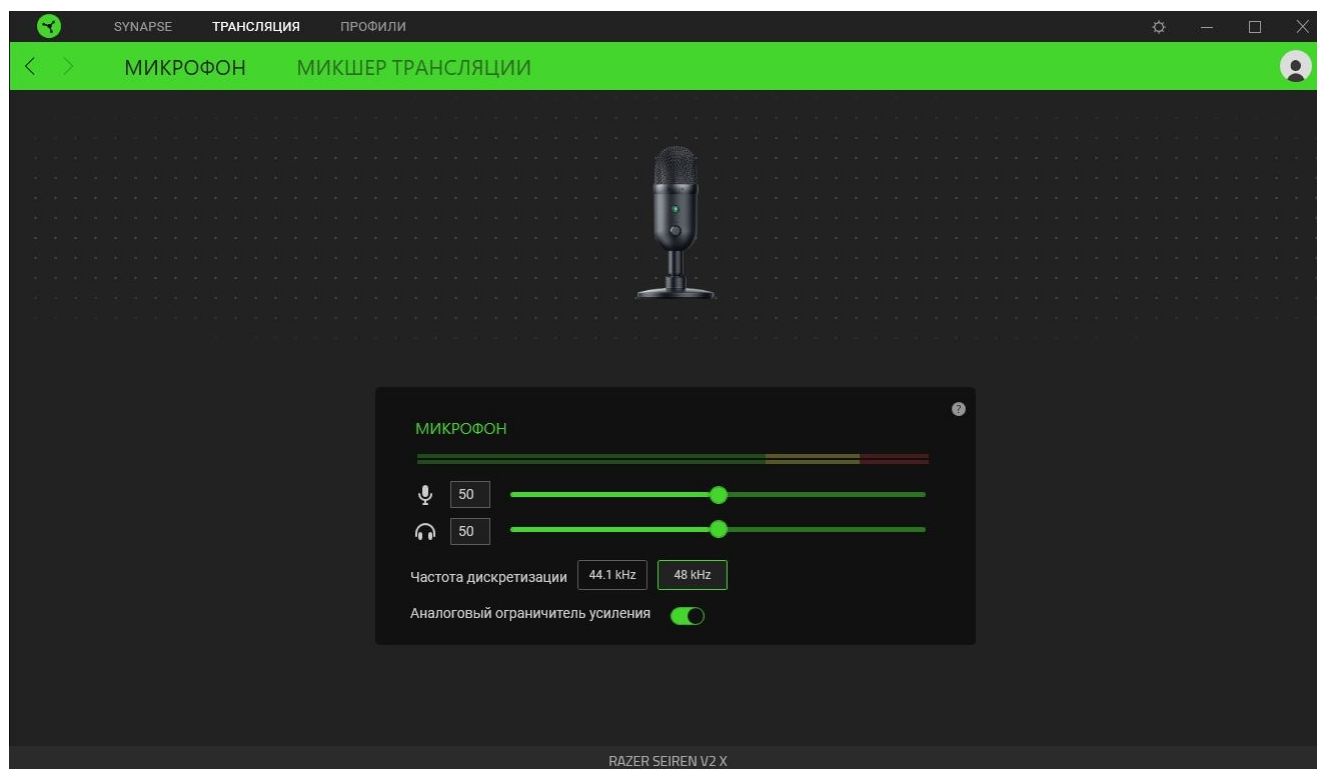 SYNAPSE ТРАНСЛЯЦИЯ ПРОФИЛИ
МИКРОФОН МИКШЕР ТРАНСЛЯЦИИ
?
МИКРОФОН
50
50
Частота дискретизации 44.1 kHz 48 kHz
Аналоговый ограничитель усиления
RAZER SEIREN V2 X